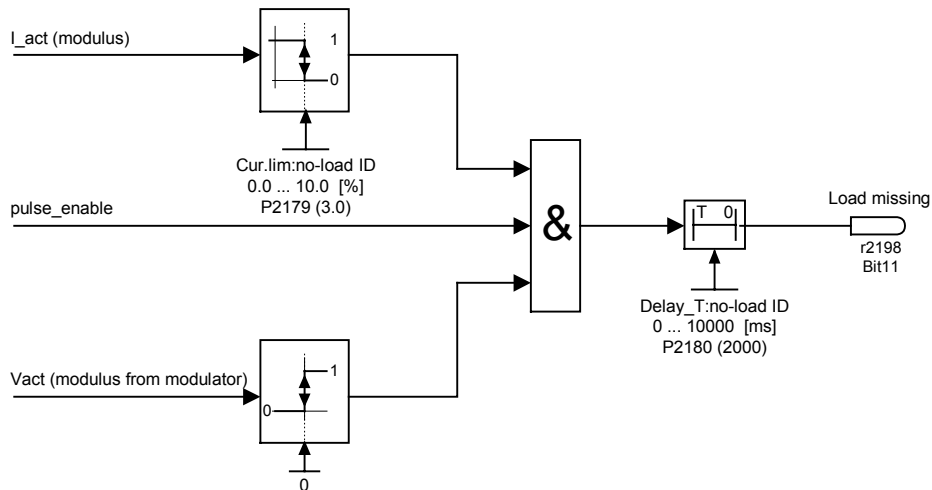 I_act (modulus)
1
0
Cur.lim:no-load ID
0.0 ... 10.0 [%]
P2179 (3.0)
pulse_enable
&
T 0
Load missing
r2198
Bit11
Delay_T:no-load ID
0 ... 10000 [ms]
P2180 (2000)
Vact (modulus from modulator)
1
0
0